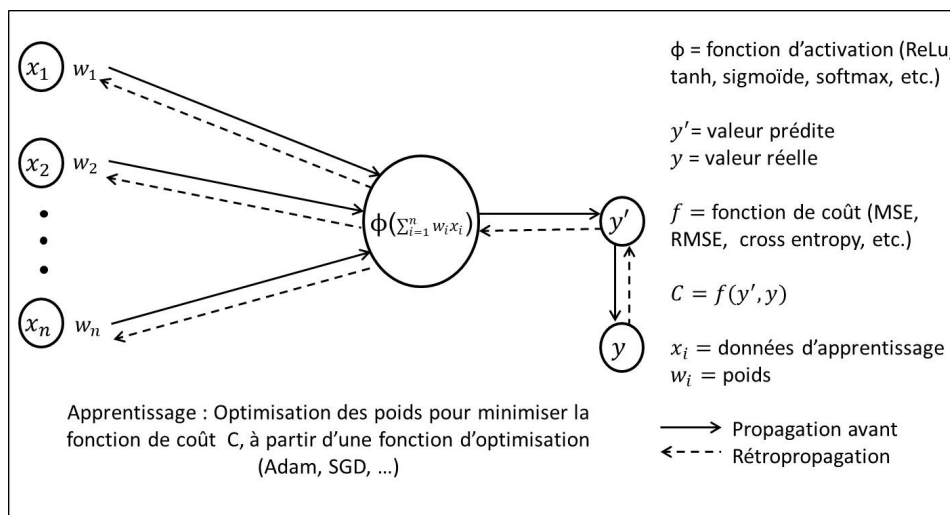 x₁ w₁
x₂ w₂
xₙ wₙ
ϕ(∑ⁿᵢ₌₁ wᵢxᵢ)
y′
y
Apprentissage : Optimisation des poids pour minimiser la
fonction de coût C, à partir d’une fonction d’optimisation
(Adam, SGD, …)
ϕ = fonction d’activation (ReLu,
tanh, sigmoïde, softmax, etc.)
y′= valeur prédite
y = valeur réelle
f = fonction de coût (MSE,
RMSE, cross entropy, etc.)
C = f(y′, y)
xᵢ = données d’apprentissage
wᵢ = poids
Propagation avant
Rétropropagation